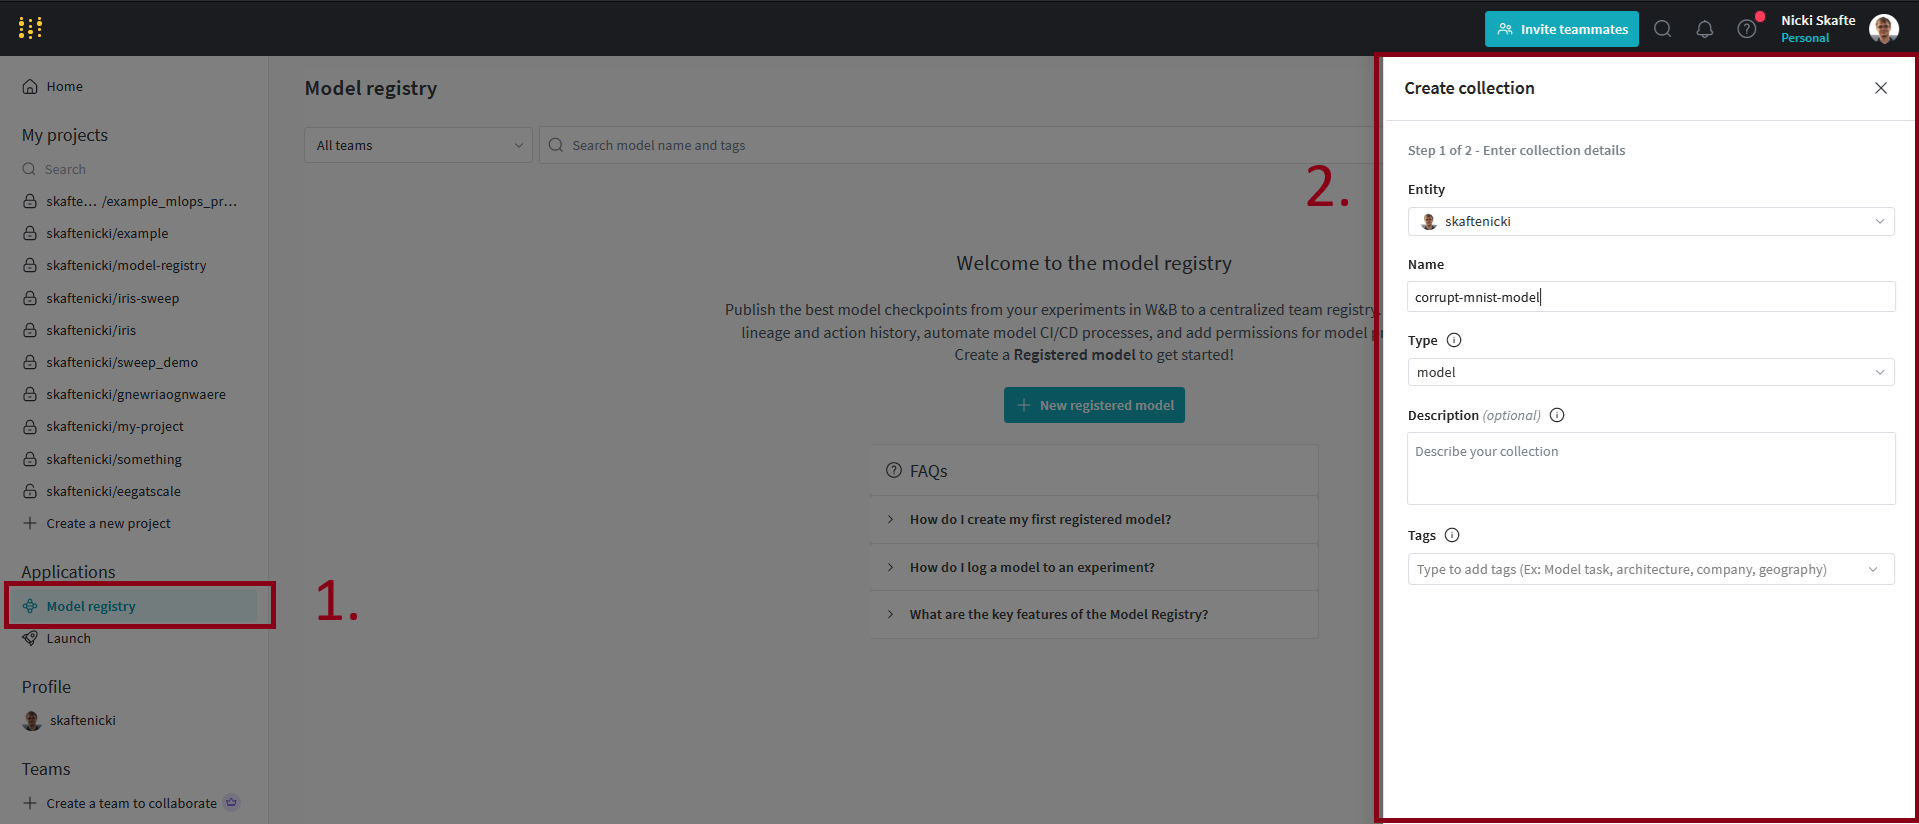 Invite teammates
Nicki Skafte
Personal
Home
My projects
Search
skafte... /example_mlops_pr...
skaftenicki/example
skaftenicki/model-registry
skaftenicki/iris-sweep
skaftenicki/iris
skaftenicki/sweep_demo
skaftenicki/gnewriaognwaere
skaftenicki/my-project
skaftenicki/something
skaftenicki/eegatscale
Create a new project
Applications
Model registry
1.
Launch
Profile
skaftenicki
Teams
Create a team to collaborate
Model registry
All teams
Search model name and tags
2.
Welcome to the model registry
Publish the best model checkpoints from your experiments in W&B to a centralized team registry.
lineage and action history, automate model CI/CD processes, and add permissions for model p
Create a Registered model to get started!
New registered model
FAQs
How do I create my first registered model?
How do I log a model to an experiment?
What are the key features of the Model Registry?
Create collection
Step 1 of 2 - Enter collection details
Entity
skaftenicki
Name
corrupt-mnist-model
Type
model
Description (optional)
Describe your collection
Tags
Type to add tags (Ex: Model task, architecture, company, geography)